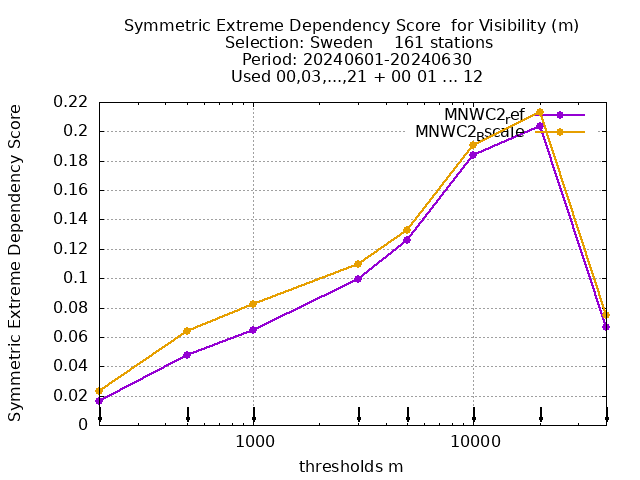 Symmetric Extreme Dependency Score  for Visibility (m)
Selection: Sweden    161 stations
Period: 20240601-20240630
Used 00,03,...,21 + 00 01 ... 12
Symmetric Extreme Dependency Score
0.22
0.2
0.18
0.16
0.14
0.12
0.1
0.08
0.06
0.04
0.02
0
MNWC2_ref
MNWC2_Bscale
1000
10000
thresholds m